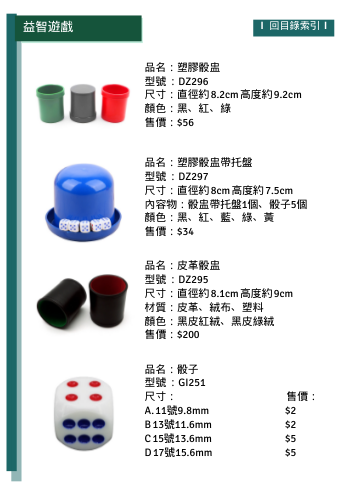 益智遊戲
回目錄索引
品名：塑膠骰盅
型號：DZ296
尺寸：直徑約8.2cm高度約9.2cm
顏色：黑、紅、綠
售價：$56
品名：塑膠骰盅帶托盤
型號：DZ297
尺寸：直徑約8cm高度約7.5cm
內容物：骰盅帶托盤1個、骰子5個
顏色：黑、紅、藍、綠、黃
售價：$34
品名：皮革骰盅
型號：DZ295
尺寸：直徑約8.1cm高度約9cm
材質：皮革、絨布、塑料
顏色：黑皮紅絨、黑皮綠絨
售價：$200
品名：骰子
型號：GI251
尺寸： 售價：
A.11號9.8mm $2
B 13號11.6mm $2
C 15號13.6mm $5
D 17號15.6mm $5